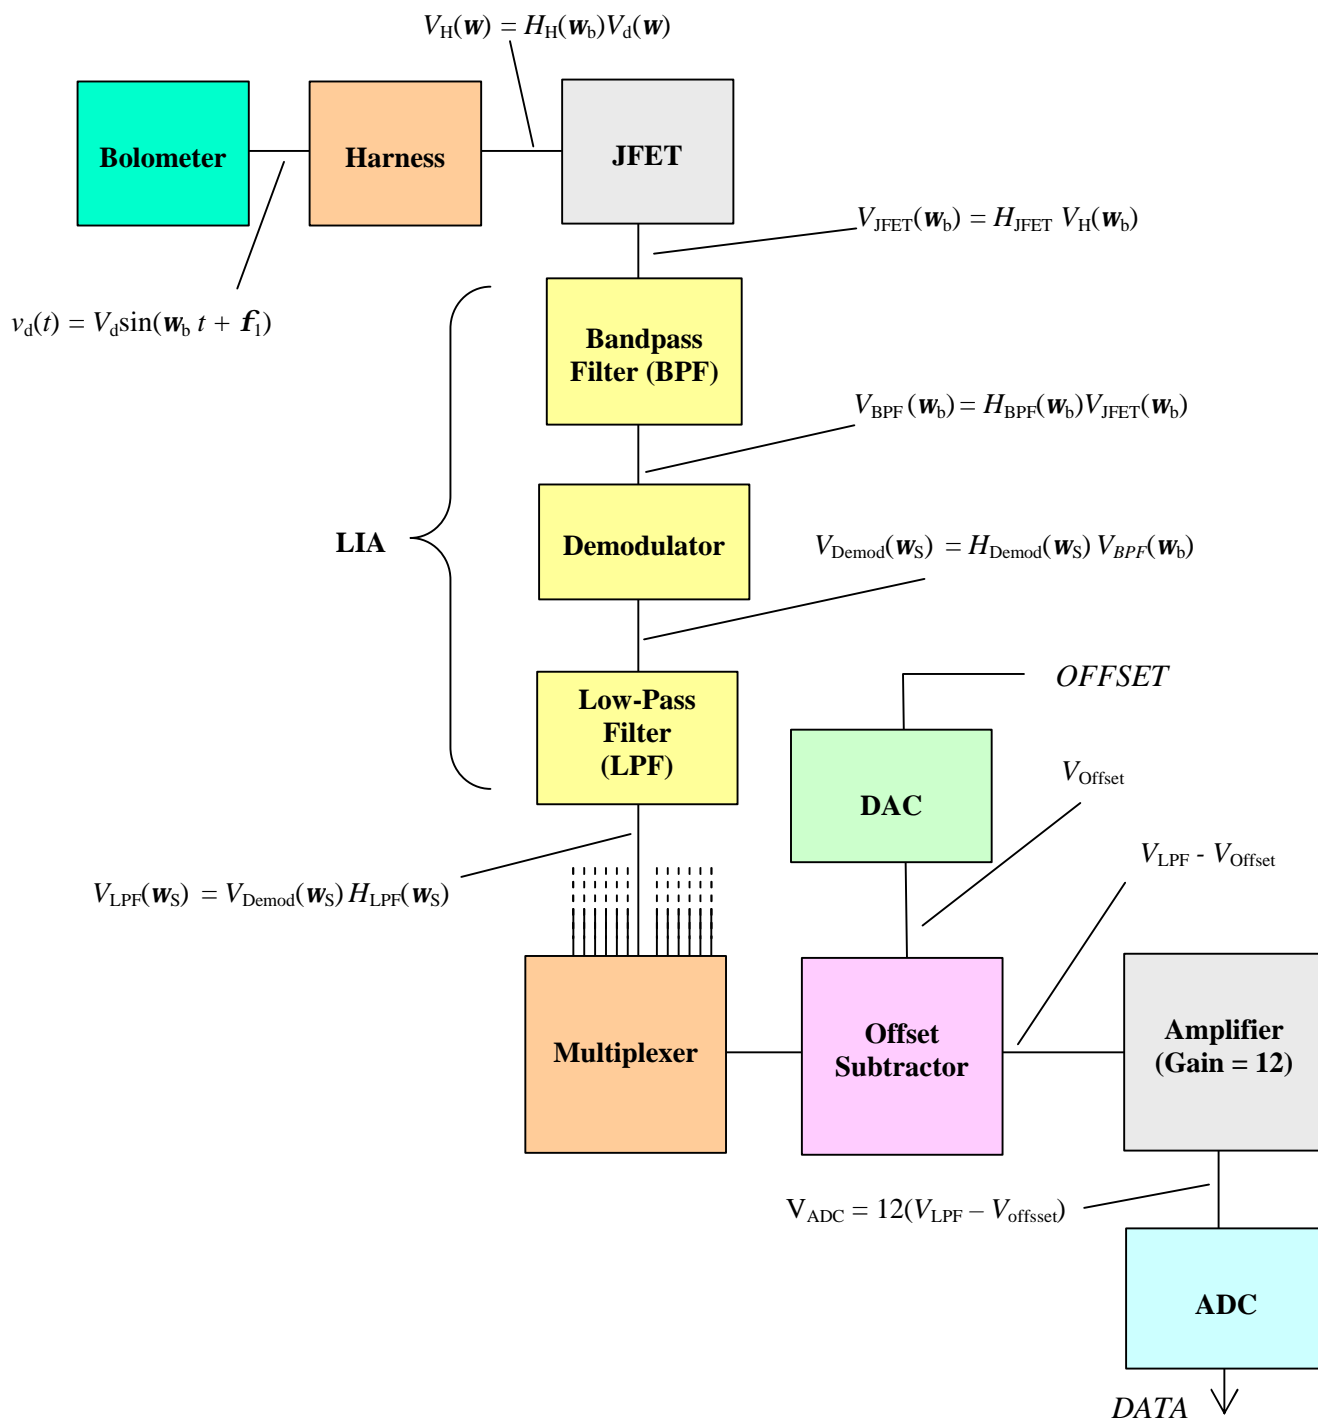 V_H(w) = H_H(w_b)V_d(w)
Bolometer
Harness
JFET
V_JFET(w_b) = H_JFET V_H(w_b)
v_d(t) = V_d sin(w_b t + f_1)
Bandpass
Filter (BPF)
V_BPF (w_b) = H_BPF(w_b)V_JFET(w_b)
LIA
Demodulator
V_Demod(w_S) = H_Demod(w_S) V_BPF(w_b)
Low-Pass
Filter
(LPF)
OFFSET
DAC
V_Offset
V_LPF - V_Offset
V_LPF(w_S) = V_Demod(w_S) H_LPF(w_S)
Multiplexer
Offset
Subtractor
Amplifier
(Gain = 12)
V_ADC = 12(V_LPF – V_offsset)
ADC
DATA